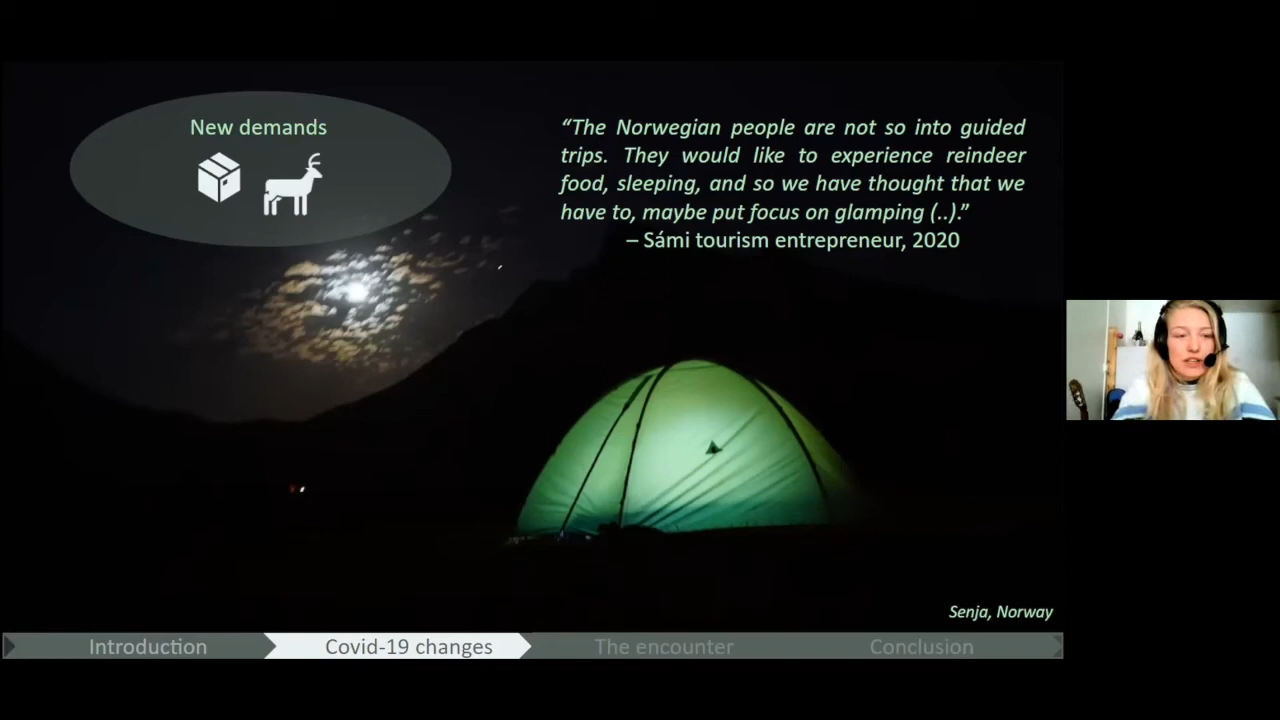 New demands
“The Norwegian people are not so into guided
trips. They would like to experience reindeer
food, sleeping, and so we have thought that we
have to, maybe put focus on glamping (..).”
– Sámi tourism entrepreneur, 2020
Senja, Norway
Introduction
Covid-19 changes
The encounter
Conclusion